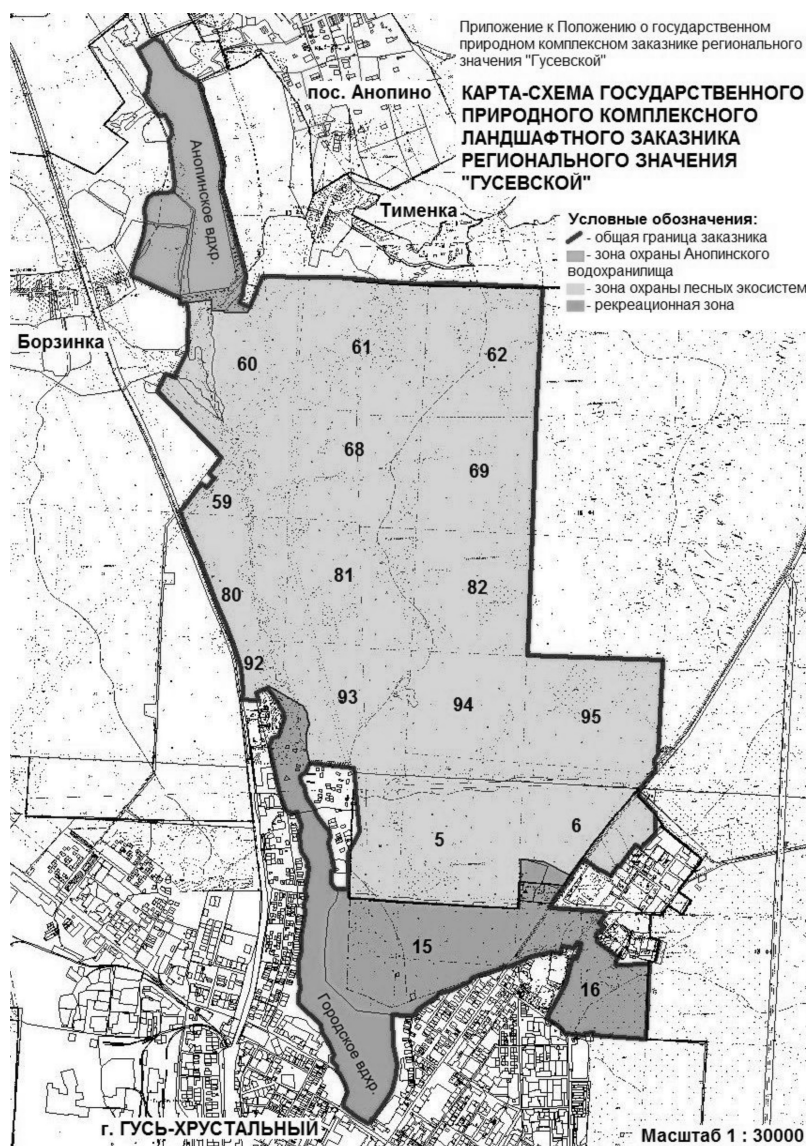 Приложение к Положению о государственном
природном комплексном заказнике регионального
значения "Гусевской"
КАРТА-СХЕМА ГОСУДАРСТВЕННОГО
ПРИРОДНОГО КОМПЛЕКСНОГО
ЛАНДШАФТНОГО ЗАКАЗНИКА
РЕГИОНАЛЬНОГО ЗНАЧЕНИЯ
"ГУСЕВСКОЙ"
Условные обозначения:
- общая граница заказника
- зона охраны Анопинского
водохранилища
- зона охраны лесных экосистем
- рекреационная зона
пос. Анопино
Анопинское вдхр.
Тименка
Борзинка
60
61
62
68
69
59
80
81
82
92
93
94
95
5
6
15
16
Городское вдхр.
г. ГУСЬ-ХРУСТАЛЬНЫЙ
Масштаб 1 : 30000